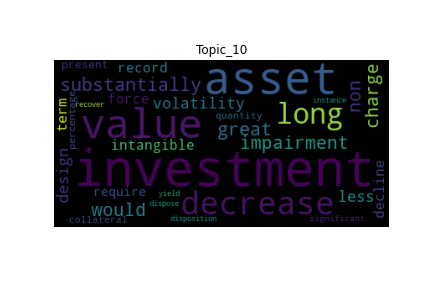 Topic_10
present
record
asset
substantially
force
volatility
non
charge
term
percentage
recover
value
quantity
instance
long
great
intangible
impairment
investment
design
require
yield
less
decline
would
dispose
decrease
collateral
disposition
significant